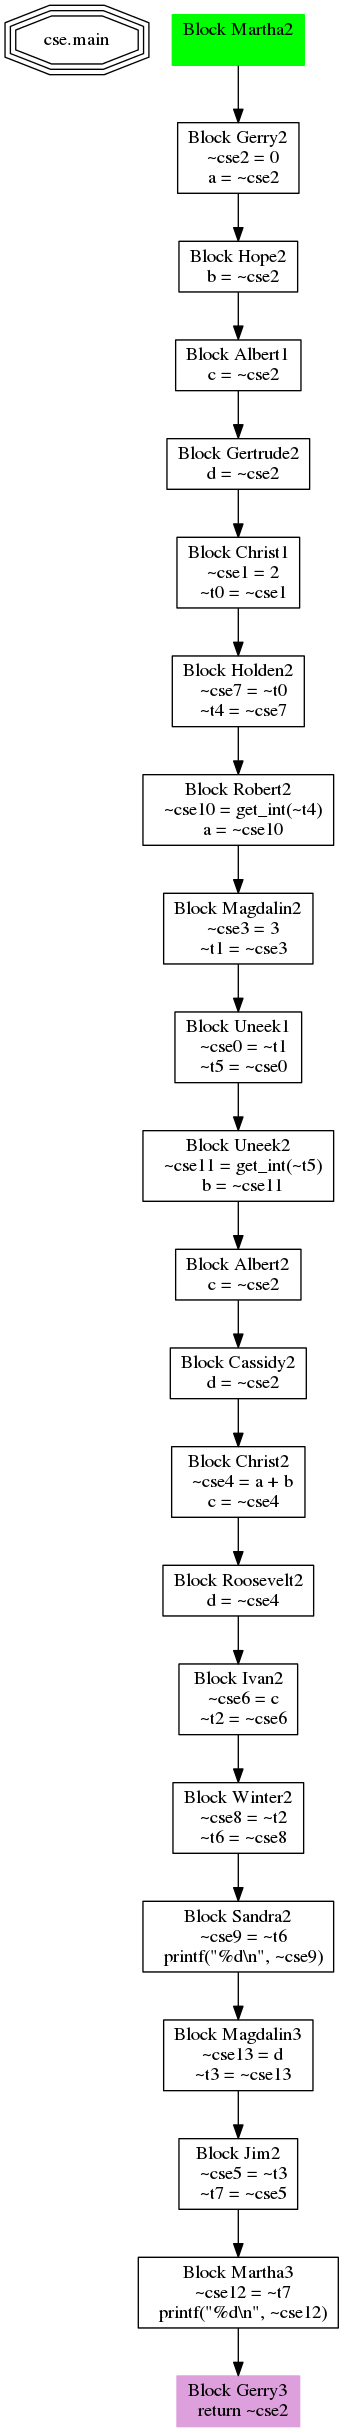 cse.main
Block Martha2
Block Gerry2
~cse2 = 0
a = ~cse2
Block Hope2
b = ~cse2
Block Albert1
c = ~cse2
Block Gertrude2
d = ~cse2
Block Christ1
~cse1 = 2
~t0 = ~cse1
Block Holden2
~cse7 = ~t0
~t4 = ~cse7
Block Robert2
~cse10 = get_int(~t4)
a = ~cse10
Block Magdalin2
~cse3 = 3
~t1 = ~cse3
Block Uneek1
~cse0 = ~t1
~t5 = ~cse0
Block Uneek2
~cse11 = get_int(~t5)
b = ~cse11
Block Albert2
c = ~cse2
Block Cassidy2
d = ~cse2
Block Christ2
~cse4 = a + b
c = ~cse4
Block Roosevelt2
d = ~cse4
Block Ivan2
~cse6 = c
~t2 = ~cse6
Block Winter2
~cse8 = ~t2
~t6 = ~cse8
Block Sandra2
~cse9 = ~t6
printf("%d\n", ~cse9)
Block Magdalin3
~cse13 = d
~t3 = ~cse13
Block Jim2
~cse5 = ~t3
~t7 = ~cse5
Block Martha3
~cse12 = ~t7
printf("%d\n", ~cse12)
Block Gerry3
return ~cse2